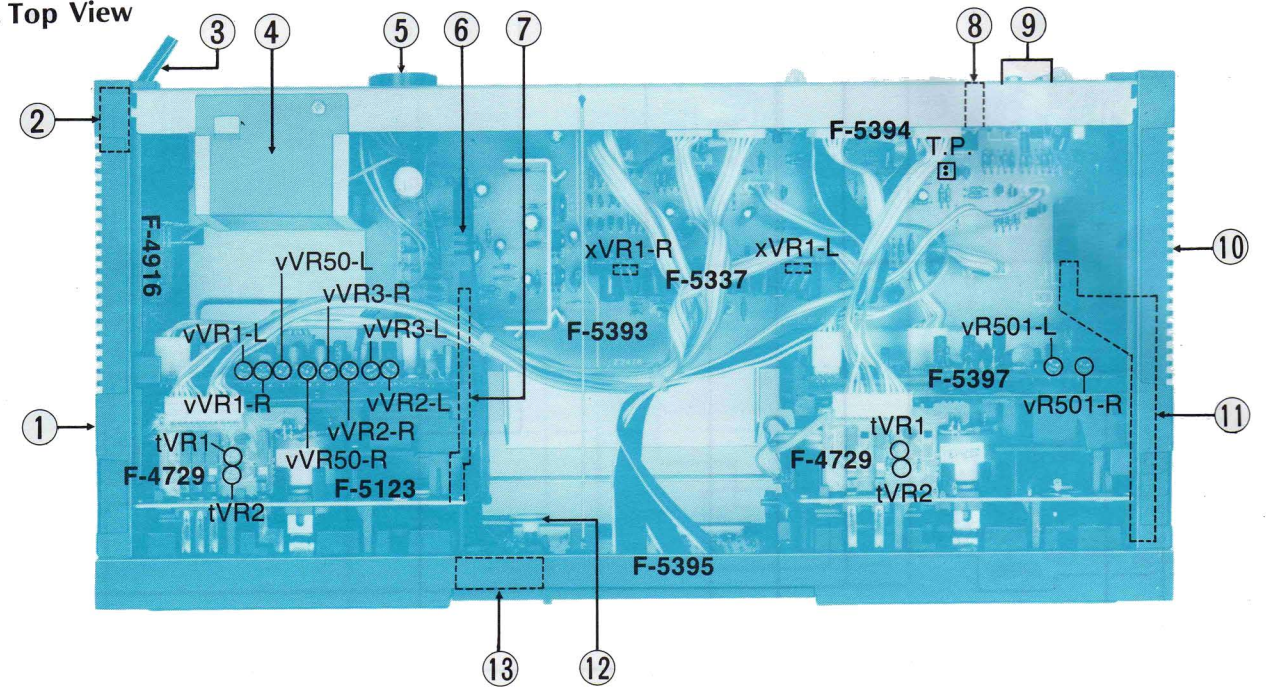 Top View
3
4
5
6
7
8
9
2
F-5394
T.P.
F-4916
xVR1-R
xVR1-L
10
vVR50-L
F-5337
vVR3-R
vVR1-L
vVR3-L
F-5393
vR501-L
F-5397
vVR1-R
vVR2-L
vR501-R
11
1
vVR2-R
tVR1
tVR1
vVR50-R
F-4729
F-4729
F-5123
tVR2
tVR2
F-5395
13
12